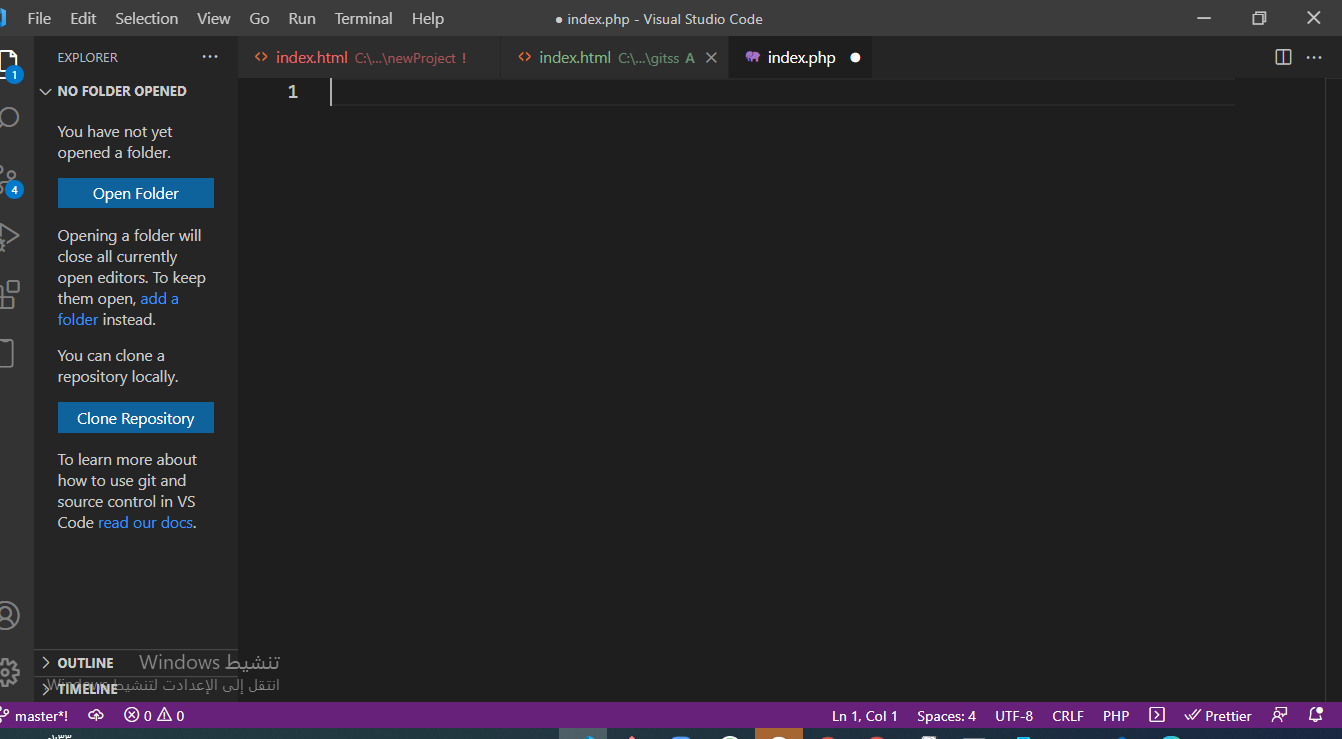 File Edit Selection View Go Run Terminal Help
● index.php - Visual Studio Code
EXPLORER ···
index.html C:\...\newProject !
index.html C:\...\gitss A
index.php ●
1
NO FOLDER OPENED
1
You have not yet
opened a folder.
Open Folder
4
Opening a folder will
close all currently
open editors. To keep
them open, add a
folder instead.
You can clone a
repository locally.
Clone Repository
To learn more about
how to use git and
source control in VS
Code read our docs.
OUTLINE
تنشيط Windows
TIMELINE
انتقل إلى الإعدادت لتنشيط Windows
master*! 0 0
Ln 1, Col 1 Spaces: 4 UTF-8 CRLF PHP Prettier